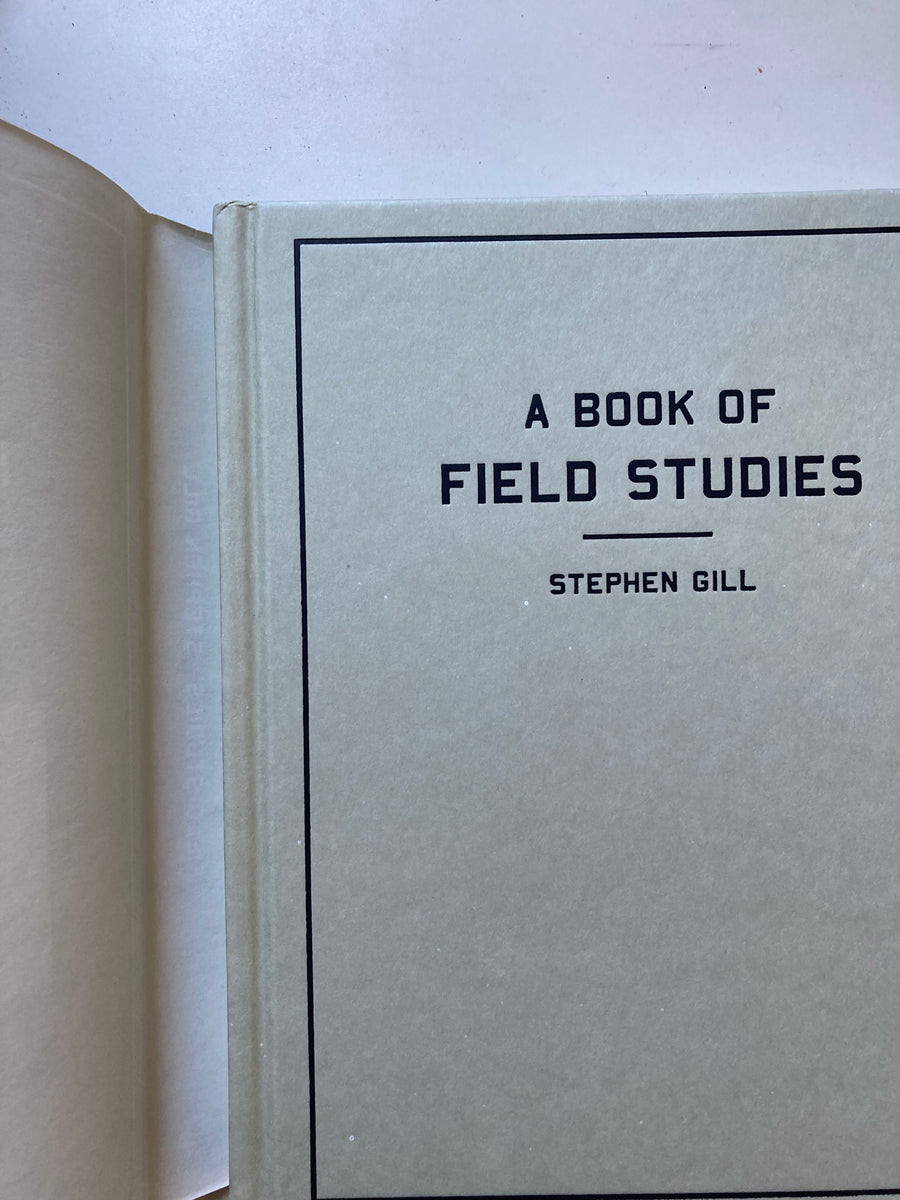 A BOOK OF
FIELD STUDIES
STEPHEN GILL